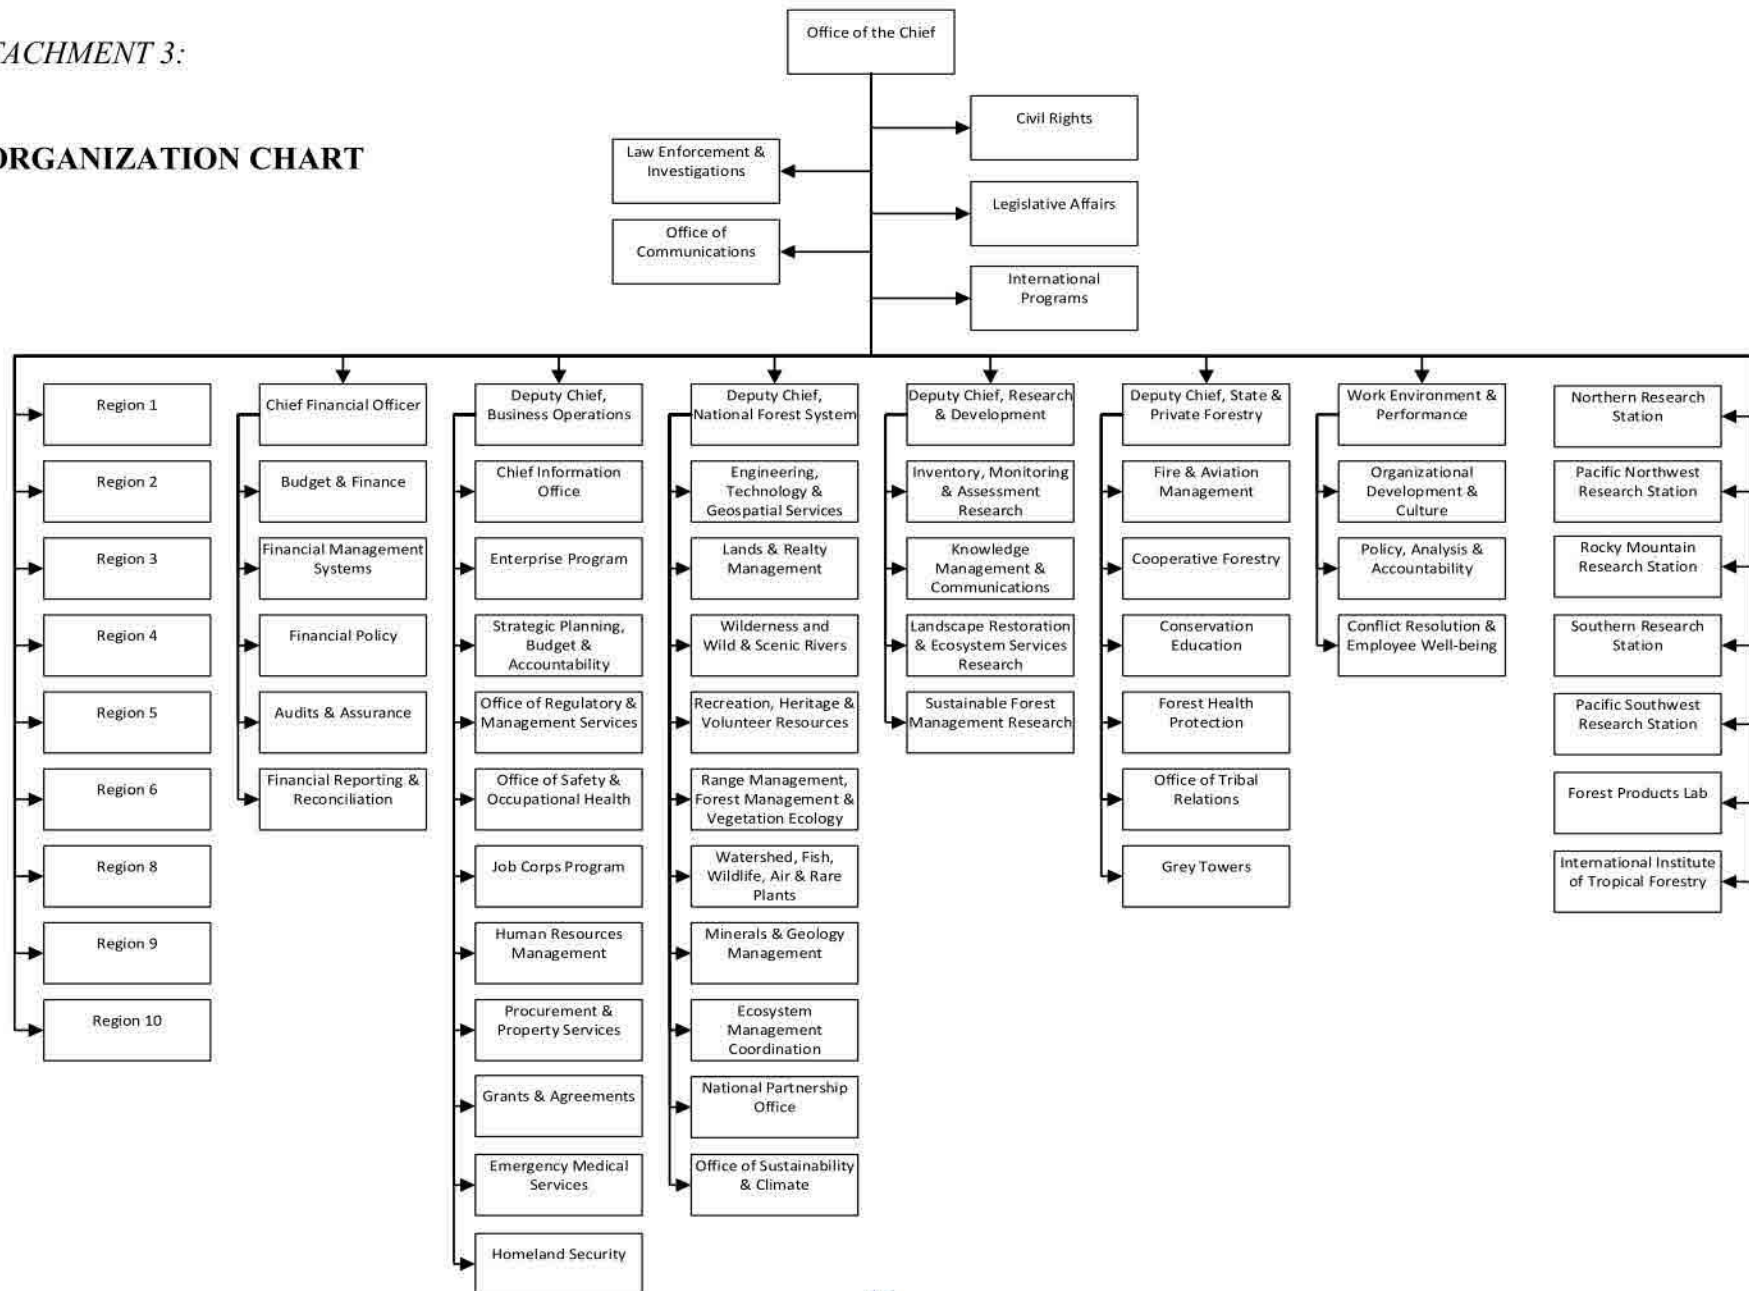 TACHMENT 3:
ORGANIZATION CHART
Office of the Chief
Civil Rights
Law Enforcement &
Investigations
Legislative Affairs
Office of
Communications
International
Programs
Region 1
Region 2
Region 3
Region 4
Region 5
Region 6
Region 8
Region 9
Region 10
Chief Financial Officer
Budget & Finance
Financial Management
Systems
Financial Policy
Audits & Assurance
Financial Reporting &
Reconciliation
Deputy Chief,
Business Operations
Chief Information
Office
Enterprise Program
Strategic Planning,
Budget &
Accountability
Office of Regulatory &
Management Services
Office of Safety &
Occupational Health
Job Corps Program
Human Resources
Management
Procurement &
Property Services
Grants & Agreements
Emergency Medical
Services
Homeland Security
Deputy Chief,
National Forest System
Engineering,
Technology &
Geospatial Services
Lands & Realty
Management
Wilderness and
Wild & Scenic Rivers
Recreation, Heritage &
Volunteer Resources
Range Management,
Forest Management &
Vegetation Ecology
Watershed, Fish,
Wildlife, Air & Rare
Plants
Minerals & Geology
Management
Ecosystem
Management
Coordination
National Partnership
Office
Office of Sustainability
& Climate
Deputy Chief, Research
& Development
Inventory, Monitoring
& Assessment
Research
Knowledge
Management &
Communications
Landscape Restoration
& Ecosystem Services
Research
Sustainable Forest
Management Research
Deputy Chief, State &
Private Forestry
Fire & Aviation
Management
Cooperative Forestry
Conservation
Education
Forest Health
Protection
Office of Tribal
Relations
Grey Towers
Work Environment &
Performance
Organizational
Development &
Culture
Policy, Analysis &
Accountability
Conflict Resolution &
Employee Well-being
Northern Research
Station
Pacific Northwest
Research Station
Rocky Mountain
Research Station
Southern Research
Station
Pacific Southwest
Research Station
Forest Products Lab
International Institute
of Tropical Forestry